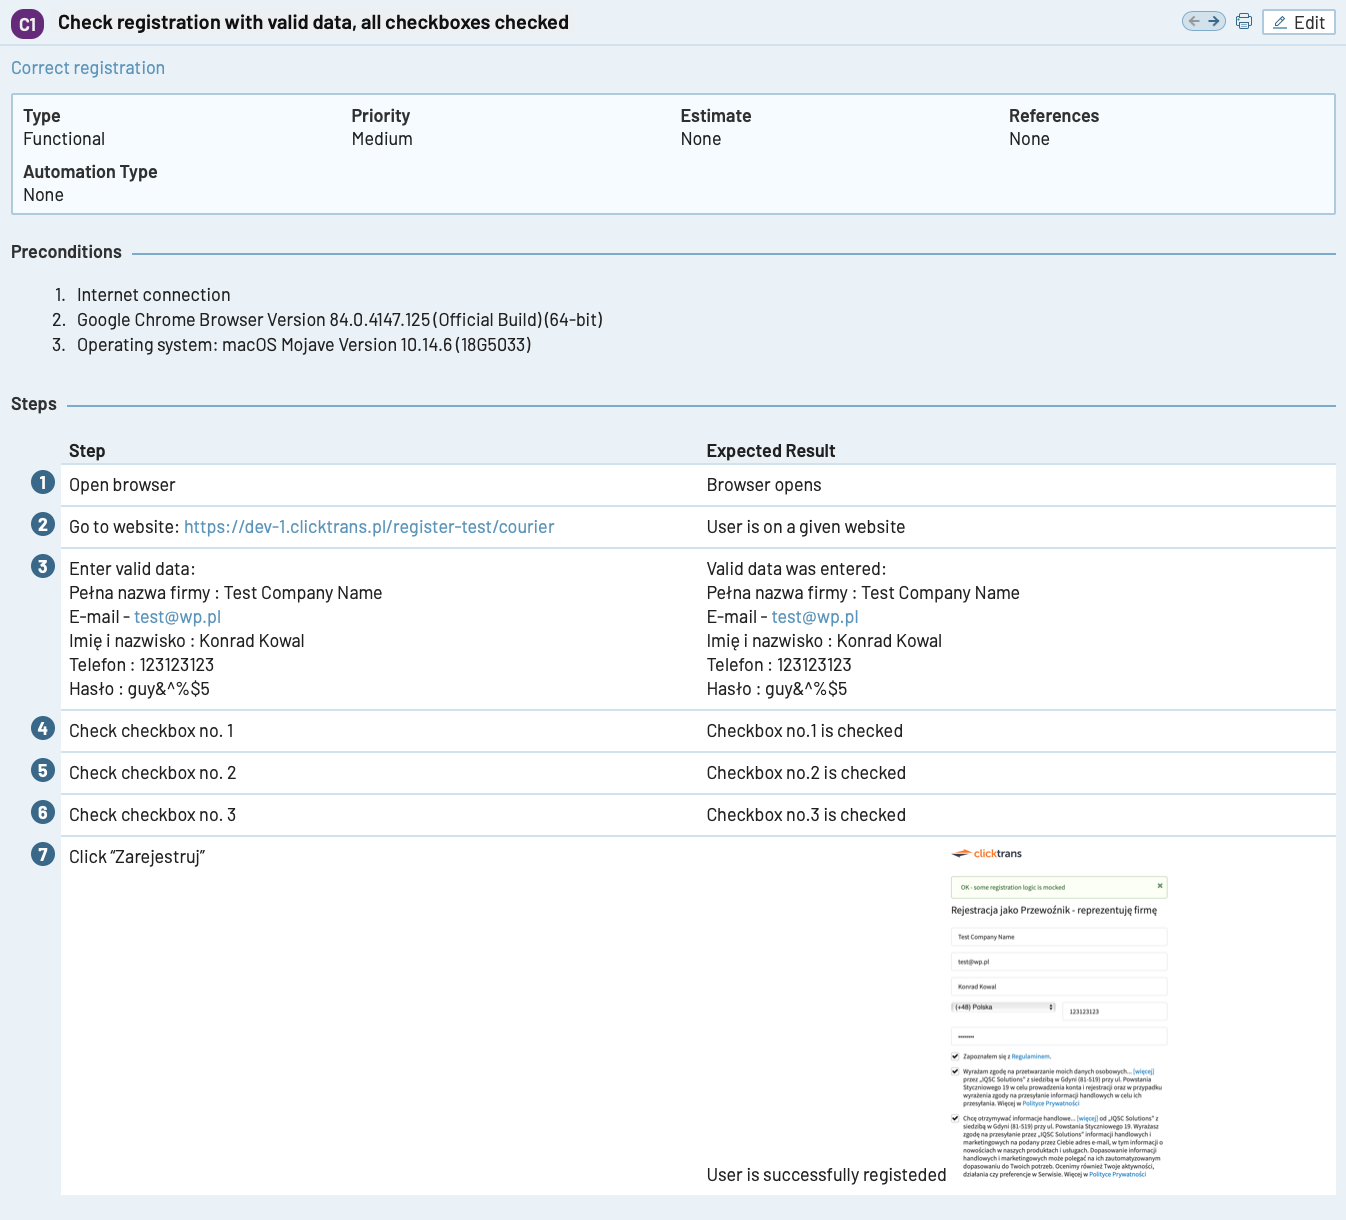 C1 Check registration with valid data, all checkboxes checked
Edit
Correct registration
Type Priority Estimate References
Functional Medium None None
Automation Type
None
Preconditions
1. Internet connection
2. Google Chrome Browser Version 84.0.4147.125 (Official Build) (64-bit)
3. Operating system: macOS Mojave Version 10.14.6 (18G5033)
Steps
Step Expected Result
1 Open browser Browser opens
2 Go to website: https://dev-1.clicktrans.pl/register-test/courier User is on a given website
3 Enter valid data: Valid data was entered:
Pełna nazwa firmy : Test Company Name Pełna nazwa firmy : Test Company Name
E-mail - test@wp.pl E-mail - test@wp.pl
Imię i nazwisko : Konrad Kowal Imię i nazwisko : Konrad Kowal
Telefon : 123123123 Telefon : 123123123
Hasło : guy&^%$5 Hasło : guy&^%$5
4 Check checkbox no. 1 Checkbox no.1 is checked
5 Check checkbox no. 2 Checkbox no.2 is checked
6 Check checkbox no. 3 Checkbox no.3 is checked
7 Click "Zarejestruj"
clicktrans
OK - some registration logic is mocked ×
Rejestracja jako Przewoźnik - reprezentuję firmę
Test Company Name
test@wp.pl
Konrad Kowal
(+48) Polska 123123123
••••••••
Zapoznałem się z Regulaminem.
Wyrażam zgodę na przetwarzanie moich danych osobowych... [więcej]
przez „IQSC Solutions" z siedzibą w Gdyni (81-519) przy ul. Powstania
Styczniowego 19 w celu prowadzenia konta i rejestracji oraz w przypadku
wyrażenia zgody na przesyłanie informacji handlowych w celu ich
przesyłania. Więcej w Polityce Prywatności
Chcę otrzymywać informacje handlowe... [więcej] od „IQSC Solutions" z
siedzibą w Gdyni (81-519) przy ul. Powstania Styczniowego 19. Wyrażasz
zgodę na przesyłanie przez „IQSC Solutions" informacji handlowych i
marketingowych na podany przez Ciebie adres e-mail, w tym informacji o
nowościach w naszych produktach i usługach. Dopasowanie informacji
handlowych i marketingowych może polegać na ich zautomatyzowanym
dopasowaniu do Twoich potrzeb. Ocenimy również Twoje aktywności,
działania czy preferencje w Serwisie. Więcej w Polityce Prywatności
User is successfully registeded